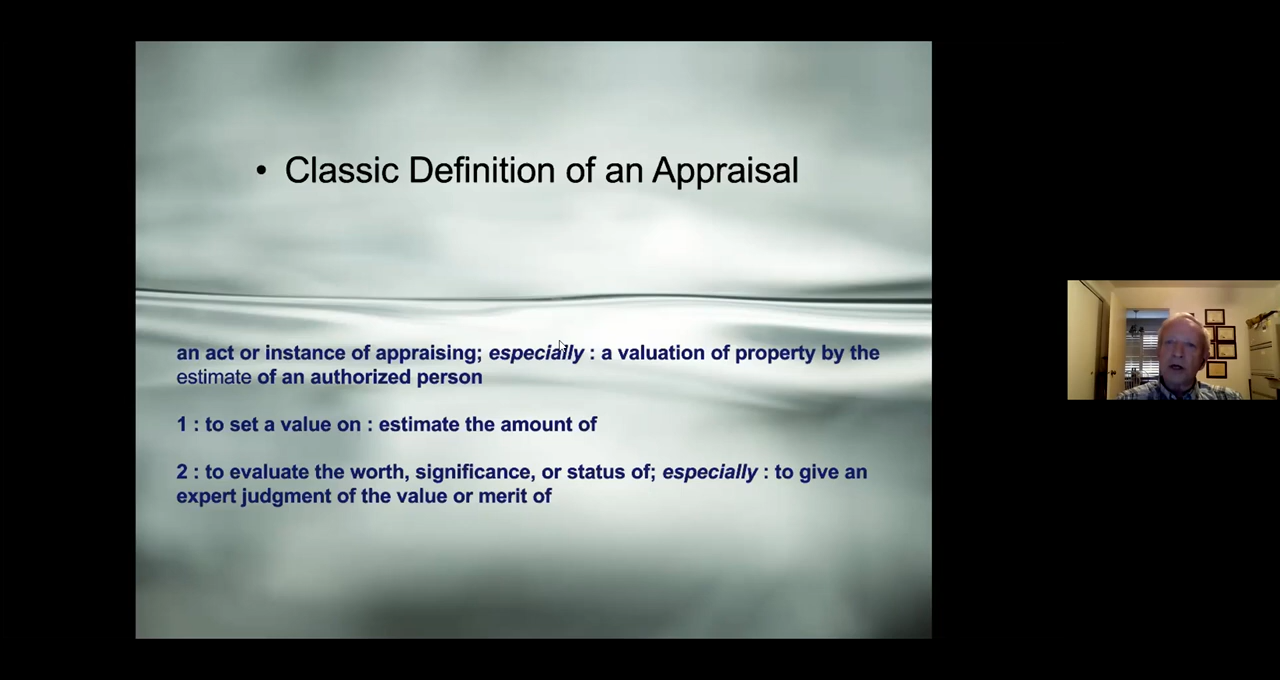 • Classic Definition of an Appraisal
an act or instance of appraising; especially : a valuation of property by the
estimate of an authorized person
1 : to set a value on : estimate the amount of
2 : to evaluate the worth, significance, or status of; especially : to give an
expert judgment of the value or merit of